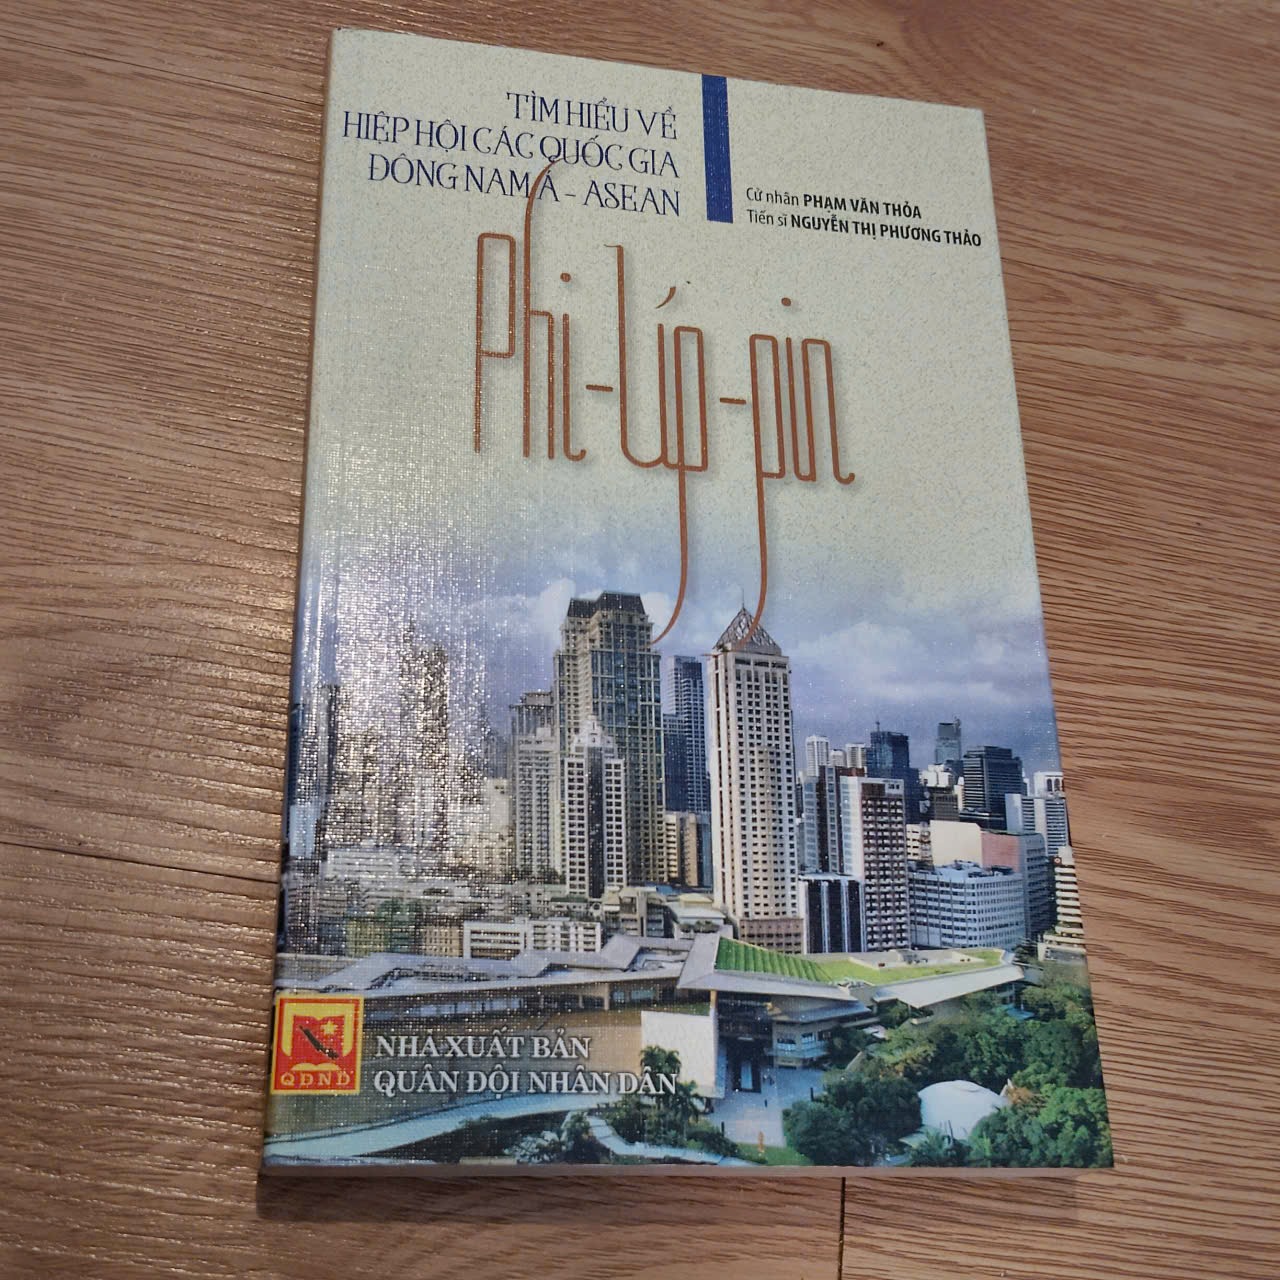 TÌM HIỂU VỀ
HIỆP HỘI CÁC QUỐC GIA
ĐÔNG NAM Á - ASEAN
Cử nhân PHẠM VĂN THỎA
Tiến sĩ NGUYỄN THỊ PHƯƠNG THẢO
Phi-líp-pin
QĐND
NHÀ XUẤT BẢN
QUÂN ĐỘI NHÂN DÂN